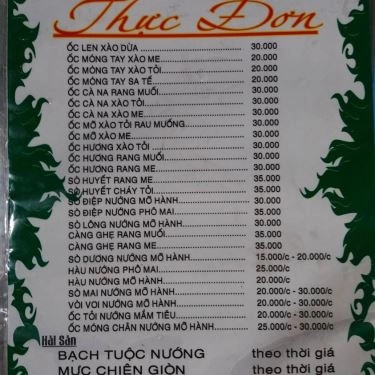 Thực Đơn
ỐC LEN XÀO DỪA 30.000
ỐC MÓNG TAY XÀO ME 20.000
ỐC MÓNG TAY XÀO TỎI 20.000
ỐC MÓNG TAY SA TẾ 20.000
ỐC CÀ NA RANG MUỐI 30.000
ỐC CÀ NA XÀO TỎI 30.000
ỐC CÀ NA XÀO ME 30.000
ỐC MỠ XÀO TỎI RAU MUỐNG 30.000
ỐC MỠ XÀO ME 30.000
ỐC HƯƠNG XÀO TỎI 30.000
ỐC HƯƠNG RANG MUỐI 30.000
ỐC HƯƠNG RANG ME 30.000
SÒ HUYẾT RANG ME 35.000
SÒ HUYẾT CHÁY TỎI 35.000
SÒ ĐIỆP NƯỚNG MỠ HÀNH 30.000
SÒ ĐIỆP NƯỚNG PHÔ MAI 35.000
SÒ LÔNG NƯỚNG MỠ HÀNH 30.000
CÀNG GHẸ RANG MUỐI 35.000
CÀNG GHẸ RANG ME 35.000
SÒ DƯƠNG NƯỚNG MỠ HÀNH 15.000/c - 20.000/c
HÀU NƯỚNG PHÔ MAI 25.000/c
HÀU NƯỚNG MỠ HÀNH 20.000/c
SÒ MAI NƯỚNG MỠ HÀNH 20.000/c - 30.000/c
VÒI VOI NƯỚNG MỠ HÀNH 20.000/c - 30.000/c
ỐC TỎI NƯỚNG MẮM TIÊU 20.000/c - 30.000/c
ỐC MÓNG CHÂN NƯỚNG MỠ HÀNH 25.000/c - 30.000/c
Hải Sản
BẠCH TUỘC NƯỚNG theo thời giá
MỰC CHIÊN GIÒN theo thời giá